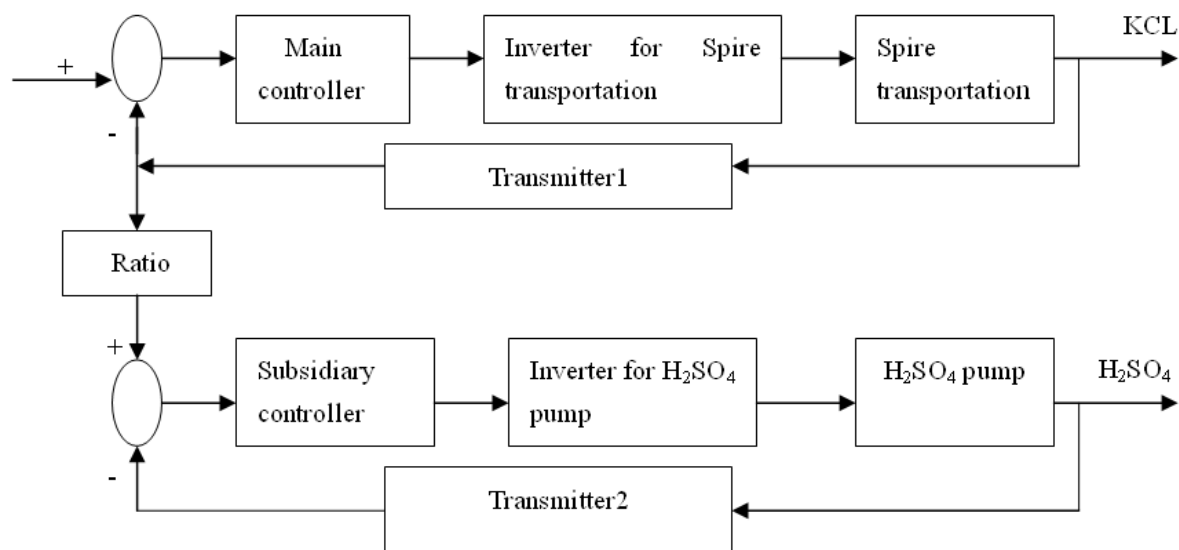 KCL
Main
controller
Inverter for Spire
transportation
Spire
transportation
+
-
Transmitter1
Ratio
+
Subsidiary
controller
Inverter for H₂SO₄
pump
H₂SO₄ pump
H₂SO₄
-
Transmitter2